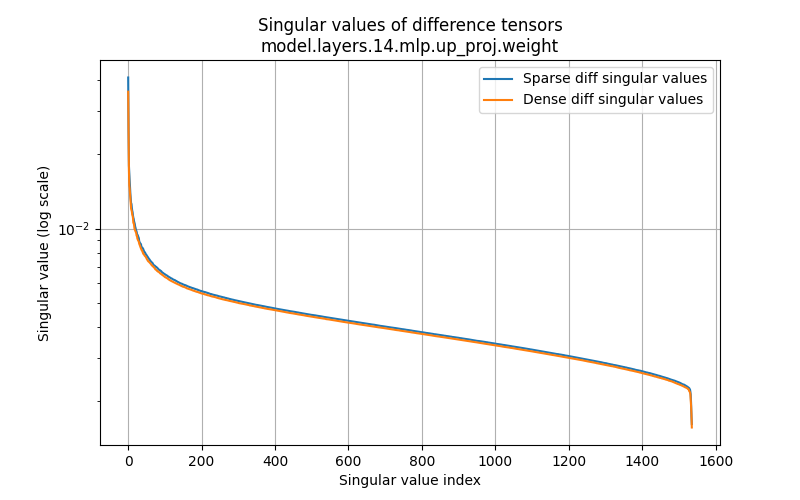 Singular values of difference tensors
model.layers.14.mlp.up_proj.weight
Sparse diff singular values
Dense diff singular values
Singular value (log scale)
10⁻²
0 200 400 600 800 1000 1200 1400 1600
Singular value index